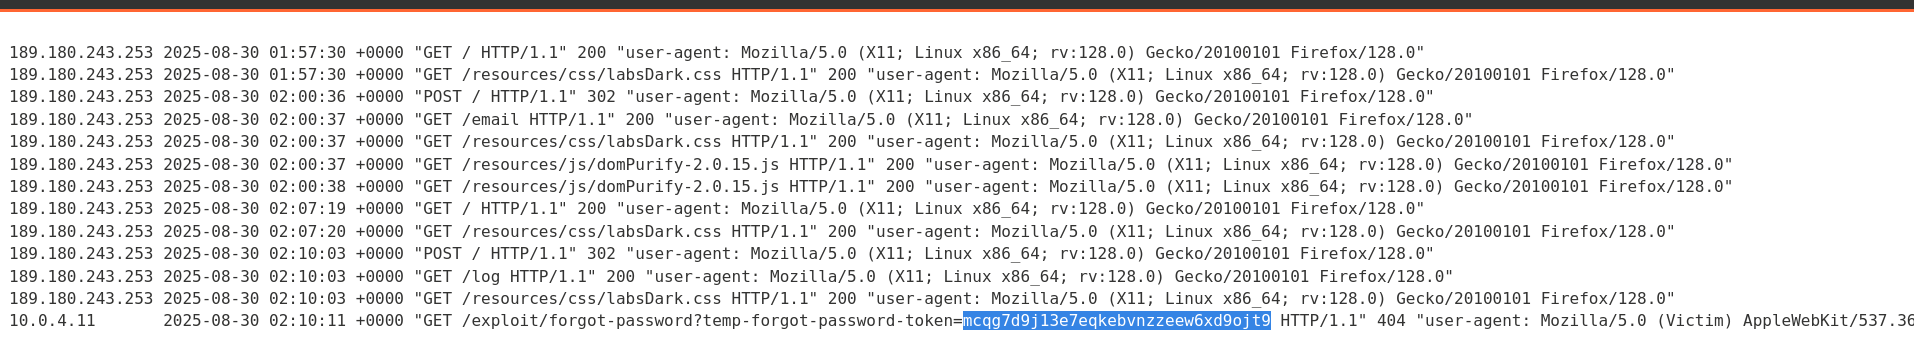 189.180.243.253 2025-08-30 01:57:30 +0000 "GET / HTTP/1.1" 200 "user-agent: Mozilla/5.0 (X11; Linux x86_64; rv:128.0) Gecko/20100101 Firefox/128.0"
189.180.243.253 2025-08-30 01:57:30 +0000 "GET /resources/css/labsDark.css HTTP/1.1" 200 "user-agent: Mozilla/5.0 (X11; Linux x86_64; rv:128.0) Gecko/20100101 Firefox/128.0"
189.180.243.253 2025-08-30 02:00:36 +0000 "POST / HTTP/1.1" 302 "user-agent: Mozilla/5.0 (X11; Linux x86_64; rv:128.0) Gecko/20100101 Firefox/128.0"
189.180.243.253 2025-08-30 02:00:37 +0000 "GET /email HTTP/1.1" 200 "user-agent: Mozilla/5.0 (X11; Linux x86_64; rv:128.0) Gecko/20100101 Firefox/128.0"
189.180.243.253 2025-08-30 02:00:37 +0000 "GET /resources/css/labsDark.css HTTP/1.1" 200 "user-agent: Mozilla/5.0 (X11; Linux x86_64; rv:128.0) Gecko/20100101 Firefox/128.0"
189.180.243.253 2025-08-30 02:00:37 +0000 "GET /resources/js/domPurify-2.0.15.js HTTP/1.1" 200 "user-agent: Mozilla/5.0 (X11; Linux x86_64; rv:128.0) Gecko/20100101 Firefox/128.0"
189.180.243.253 2025-08-30 02:00:38 +0000 "GET /resources/js/domPurify-2.0.15.js HTTP/1.1" 200 "user-agent: Mozilla/5.0 (X11; Linux x86_64; rv:128.0) Gecko/20100101 Firefox/128.0"
189.180.243.253 2025-08-30 02:07:19 +0000 "GET / HTTP/1.1" 200 "user-agent: Mozilla/5.0 (X11; Linux x86_64; rv:128.0) Gecko/20100101 Firefox/128.0"
189.180.243.253 2025-08-30 02:07:20 +0000 "GET /resources/css/labsDark.css HTTP/1.1" 200 "user-agent: Mozilla/5.0 (X11; Linux x86_64; rv:128.0) Gecko/20100101 Firefox/128.0"
189.180.243.253 2025-08-30 02:10:03 +0000 "POST / HTTP/1.1" 302 "user-agent: Mozilla/5.0 (X11; Linux x86_64; rv:128.0) Gecko/20100101 Firefox/128.0"
189.180.243.253 2025-08-30 02:10:03 +0000 "GET /log HTTP/1.1" 200 "user-agent: Mozilla/5.0 (X11; Linux x86_64; rv:128.0) Gecko/20100101 Firefox/128.0"
189.180.243.253 2025-08-30 02:10:03 +0000 "GET /resources/css/labsDark.css HTTP/1.1" 200 "user-agent: Mozilla/5.0 (X11; Linux x86_64; rv:128.0) Gecko/20100101 Firefox/128.0"
10.0.4.11       2025-08-30 02:10:11 +0000 "GET /exploit/forgot-password?temp-forgot-password-token=mcqg7d9j13e7eqkebvnzzeew6xd9ojt9 HTTP/1.1" 404 "user-agent: Mozilla/5.0 (Victim) AppleWebKit/537.36